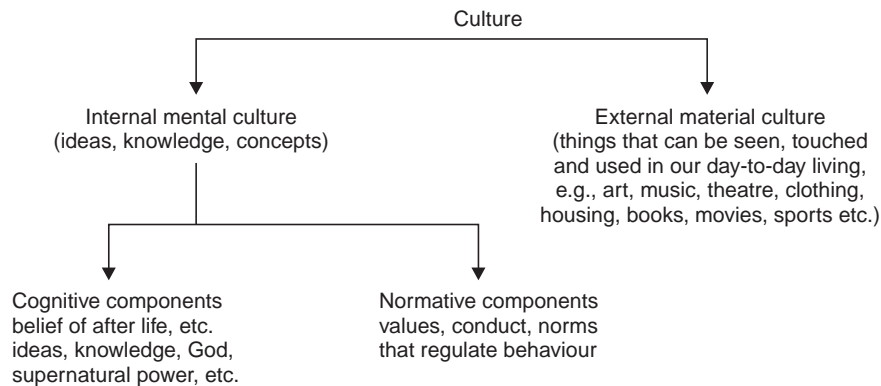 Culture
Internal mental culture
(ideas, knowledge, concepts)
External material culture
(things that can be seen, touched
and used in our day-to-day living,
e.g., art, music, theatre, clothing,
housing, books, movies, sports etc.)
Cognitive components
belief of after life, etc.
ideas, knowledge, God,
supernatural power, etc.
Normative components
values, conduct, norms
that regulate behaviour